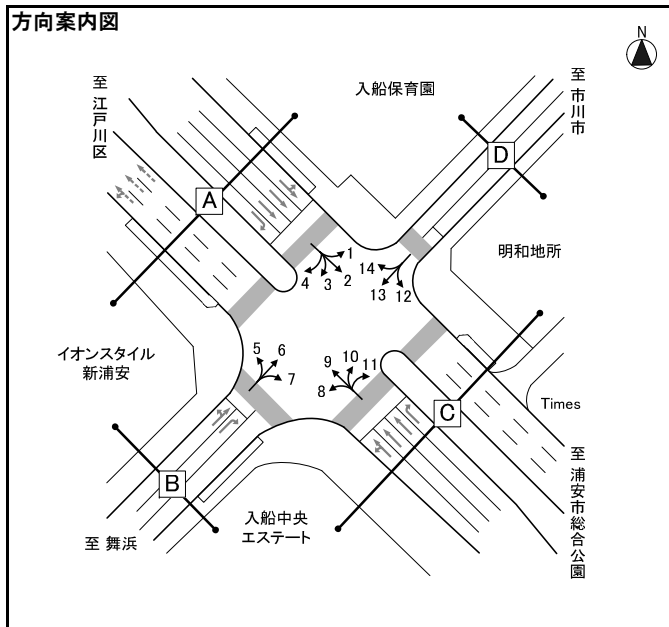 方向案内図
N
至 江戸川区
入船保育園
至 市川市
A
D
明和地所
1
2
3
4
14
13
12
イオンスタイル
新浦安
5
6
7
8
9
10
11
C
Times
B
至 舞浜
入船中央
エステート
至 浦安市総合公園